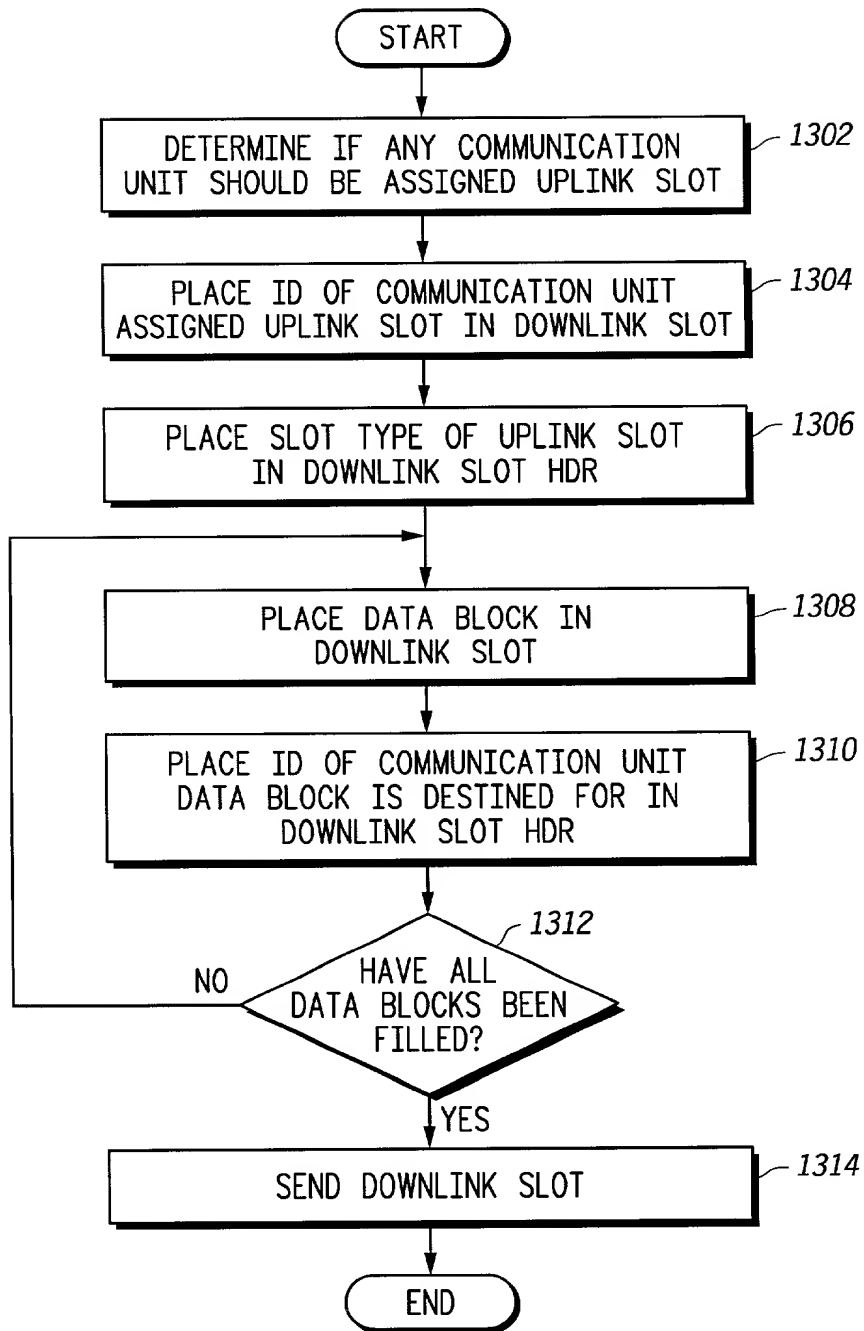 START
DETERMINE IF ANY COMMUNICATION
UNIT SHOULD BE ASSIGNED UPLINK SLOT
1302
PLACE ID OF COMMUNICATION UNIT
ASSIGNED UPLINK SLOT IN DOWNLINK SLOT
1304
PLACE SLOT TYPE OF UPLINK SLOT
IN DOWNLINK SLOT HDR
1306
PLACE DATA BLOCK IN
DOWNLINK SLOT
1308
PLACE ID OF COMMUNICATION UNIT
DATA BLOCK IS DESTINED FOR IN
DOWNLINK SLOT HDR
1310
1312
HAVE ALL
DATA BLOCKS BEEN
FILLED?
NO
YES
SEND DOWNLINK SLOT
1314
END